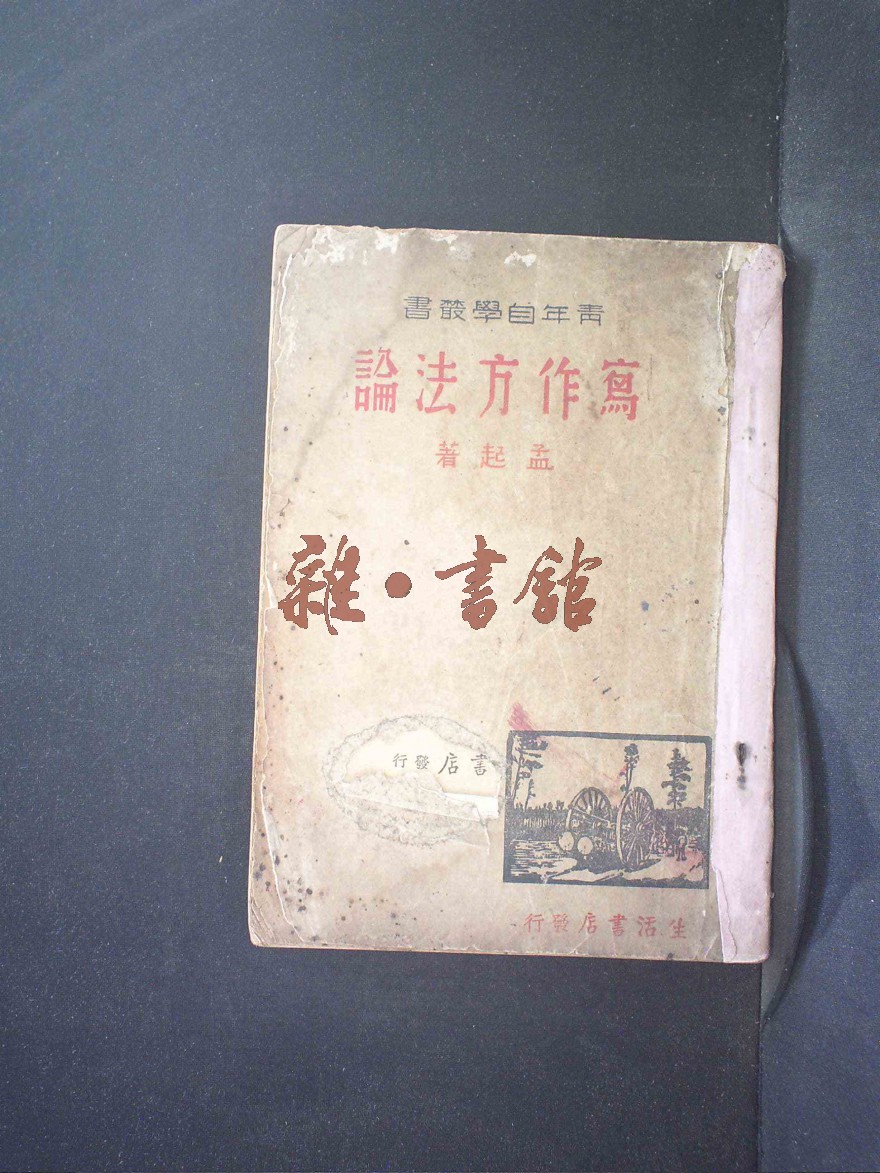 青年自學叢書
寫作方法論
孟起著
雜·書館
書店發行
生活書店發行